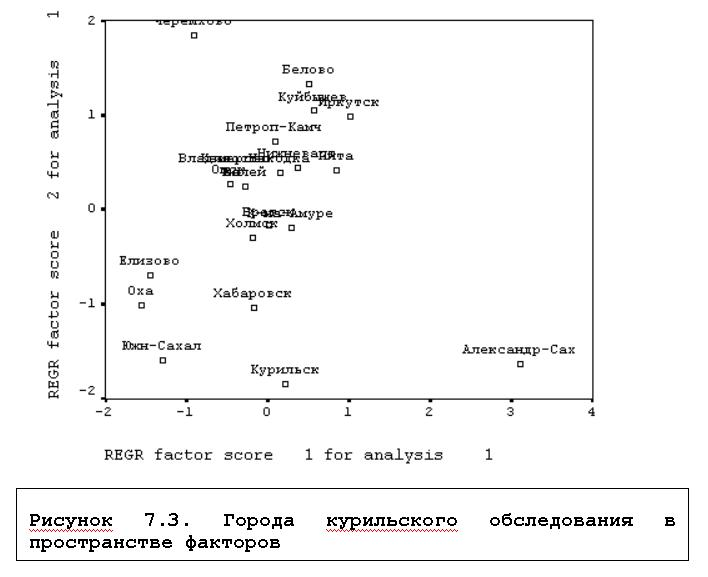 1
REGR factor score 2 for analysis
2
1
0
-1
-2
Черемхово
Белово
Куйбышев
Иркутск
Петроп-Камч
Находка
Холмск
Елизово
Оха
Хабаровск
Южн-Сахал
Александр-Сах
Курильск
-2 -1 0 1 2 3 4
REGR factor score 1 for analysis 1
Рисунок 7.3. Города курильского обследования в
пространстве факторов